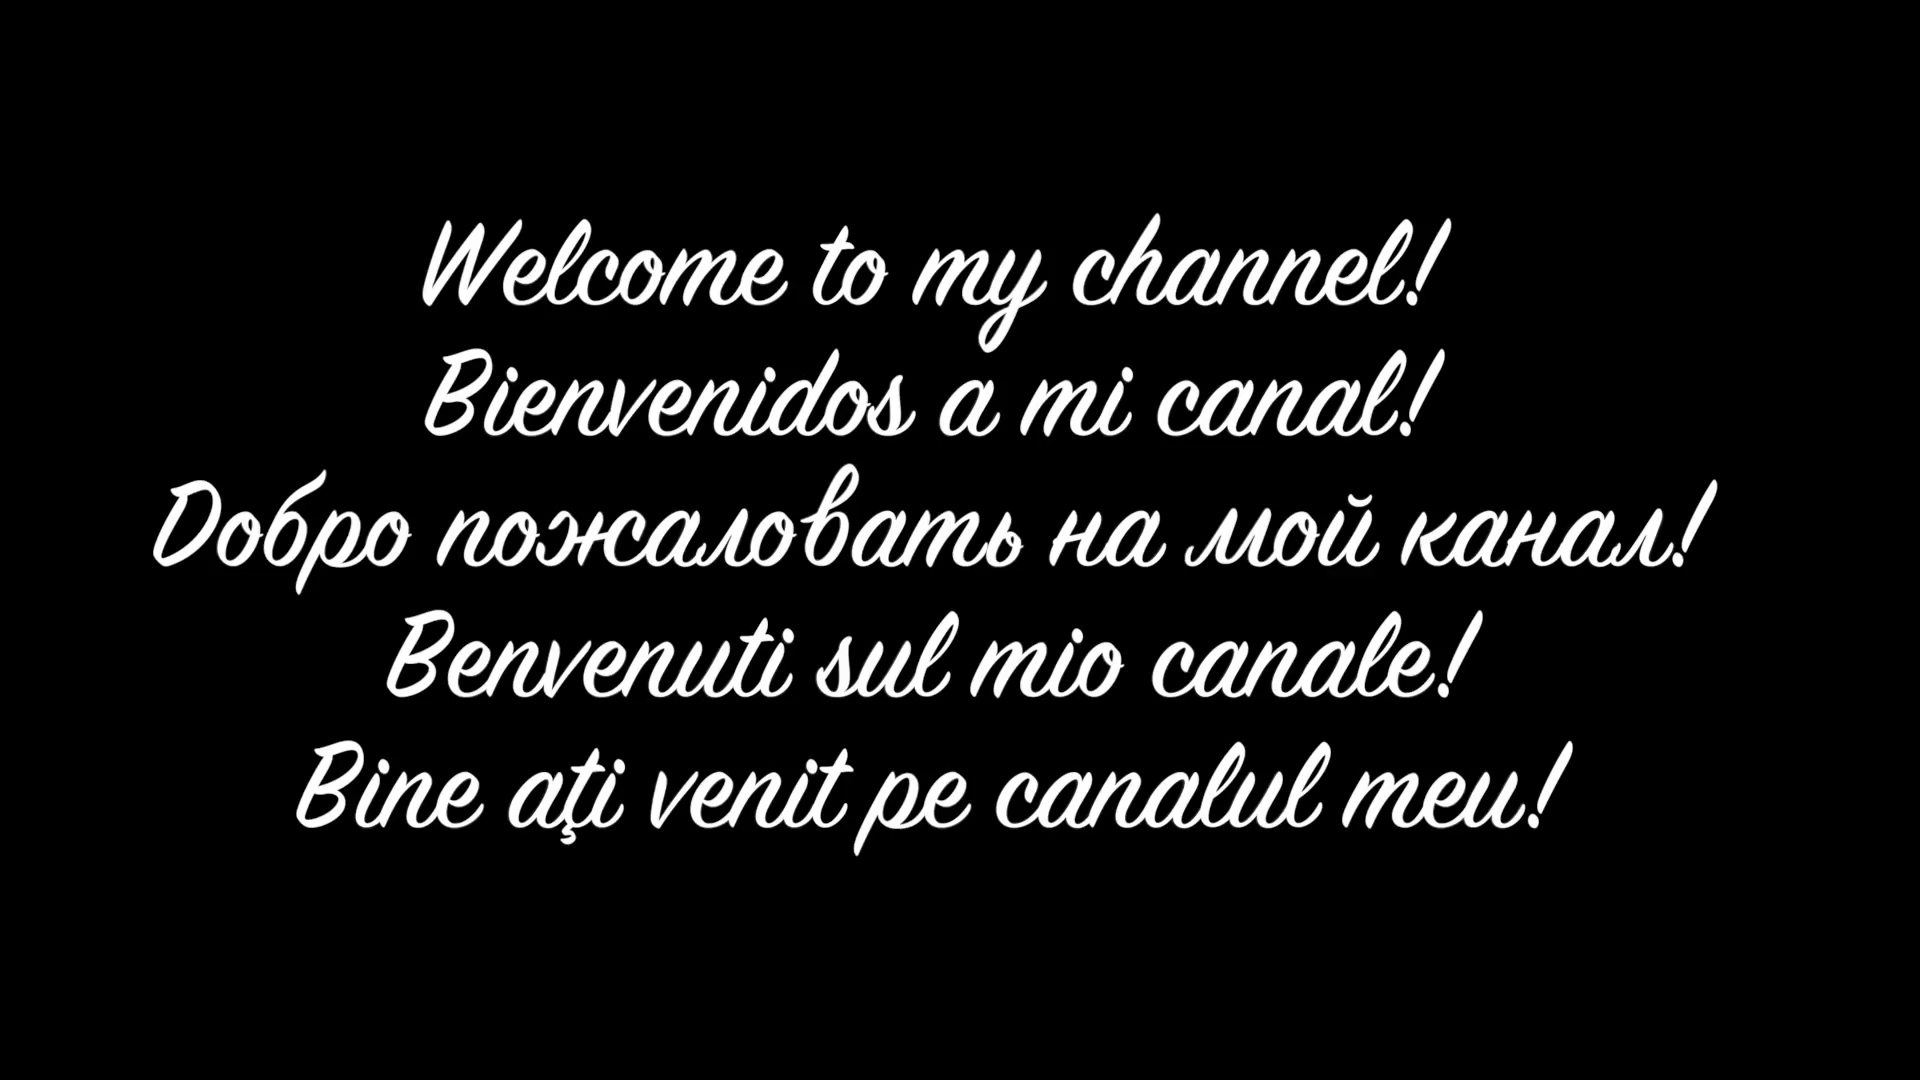 Welcome to my channel!
Bienvenidos a mi canal!
Добро пожаловать на мой канал!
Benvenuti sul mio canale!
Bine aţi venit pe canalul meu!